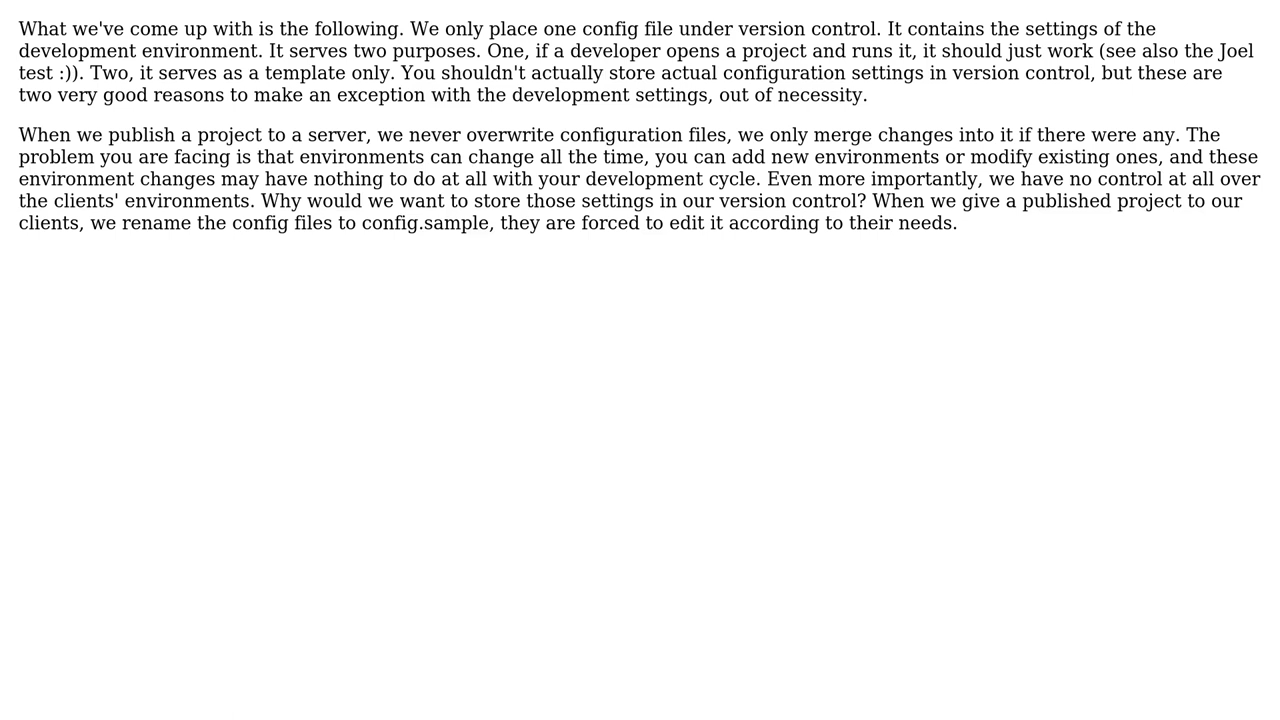 What we've come up with is the following. We only place one config file under version control. It contains the settings of the
development environment. It serves two purposes. One, if a developer opens a project and runs it, it should just work (see also the Joel
test :)). Two, it serves as a template only. You shouldn't actually store actual configuration settings in version control, but these are
two very good reasons to make an exception with the development settings, out of necessity.
When we publish a project to a server, we never overwrite configuration files, we only merge changes into it if there were any. The
problem you are facing is that environments can change all the time, you can add new environments or modify existing ones, and these
environment changes may have nothing to do at all with your development cycle. Even more importantly, we have no control at all over
the clients' environments. Why would we want to store those settings in our version control? When we give a published project to our
clients, we rename the config files to config.sample, they are forced to edit it according to their needs.